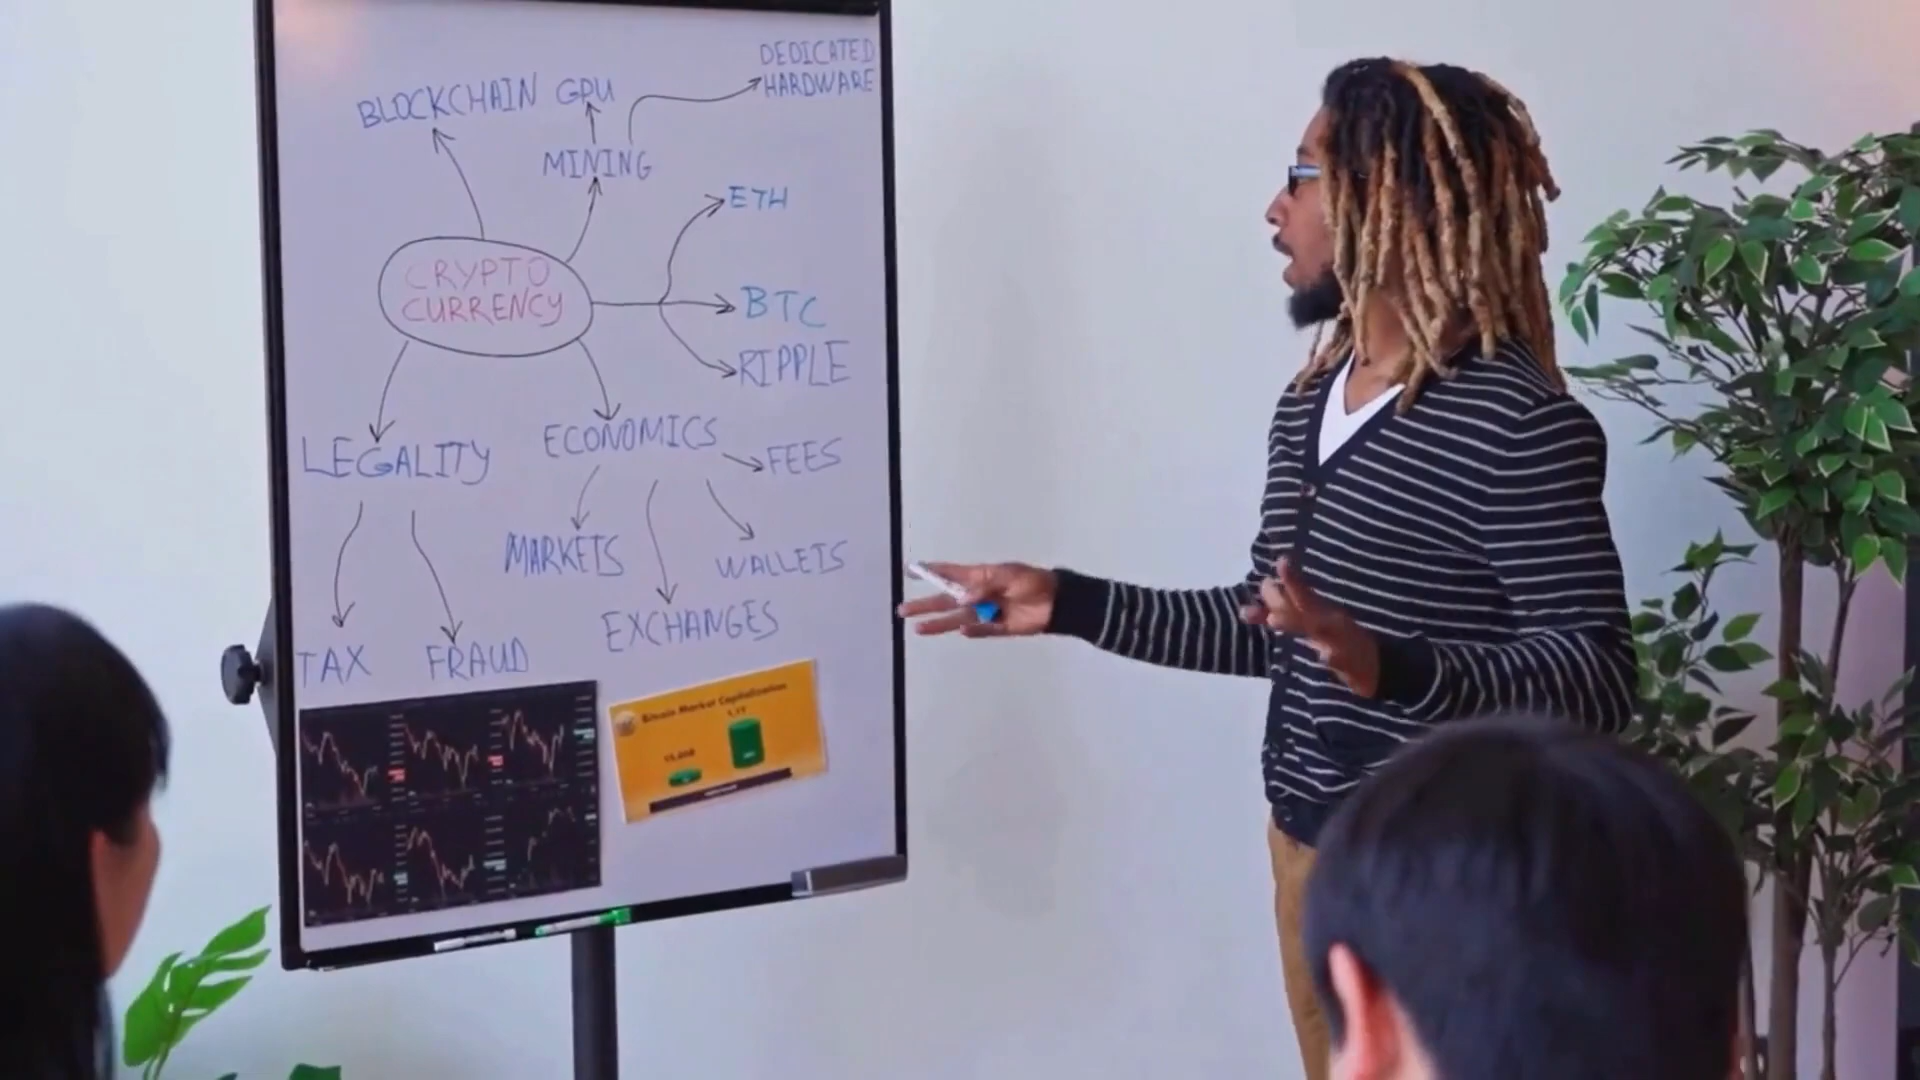 DEDICATED
HARDWARE
BLOCKCHAIN GPU
MINING
ETH
CRYPTO
CURRENCY
BTC
RIPPLE
LEGALITY
ECONOMICS
FEES
MARKETS
WALLETS
EXCHANGES
TAX
FRAUD
Bitcoin Market Capitalization